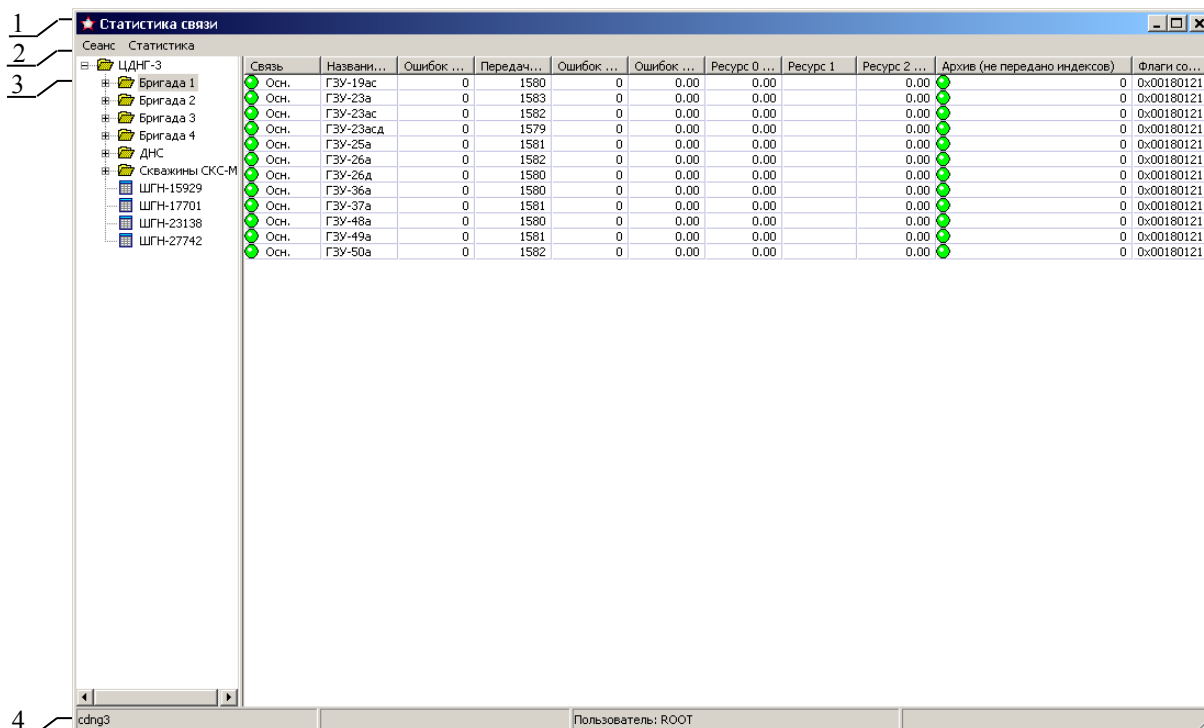 1
Статистика связи
2
Сеанс Статистика
3
ЦДНГ-3
Бригада 1
Бригада 2
Бригада 3
Бригада 4
ДНС
Скважины СКС-М
ШГН-15929
ШГН-17701
ШГН-23138
ШГН-27742
Связь Названи... Ошибок ... Передач... Ошибок ... Ошибок ... Ресурс 0 ... Ресурс 1 Ресурс 2 ... Архив (не передано индексов) Флаги со...
Осн. ГЗУ-19ас 0 1580 0 0.00 0.00 0.00 0 0x00180121
Осн. ГЗУ-23а 0 1583 0 0.00 0.00 0.00 0 0x00180121
Осн. ГЗУ-23ас 0 1582 0 0.00 0.00 0.00 0 0x00180121
Осн. ГЗУ-23асд 0 1579 0 0.00 0.00 0.00 0 0x00180121
Осн. ГЗУ-25а 0 1581 0 0.00 0.00 0.00 0 0x00180121
Осн. ГЗУ-26а 0 1582 0 0.00 0.00 0.00 0 0x00180121
Осн. ГЗУ-26д 0 1580 0 0.00 0.00 0.00 0 0x00180121
Осн. ГЗУ-36а 0 1580 0 0.00 0.00 0.00 0 0x00180121
Осн. ГЗУ-37а 0 1581 0 0.00 0.00 0.00 0 0x00180121
Осн. ГЗУ-48а 0 1580 0 0.00 0.00 0.00 0 0x00180121
Осн. ГЗУ-49а 0 1581 0 0.00 0.00 0.00 0 0x00180121
Осн. ГЗУ-50а 0 1582 0 0.00 0.00 0.00 0 0x00180121
4
cdng3 Пользователь: ROOT